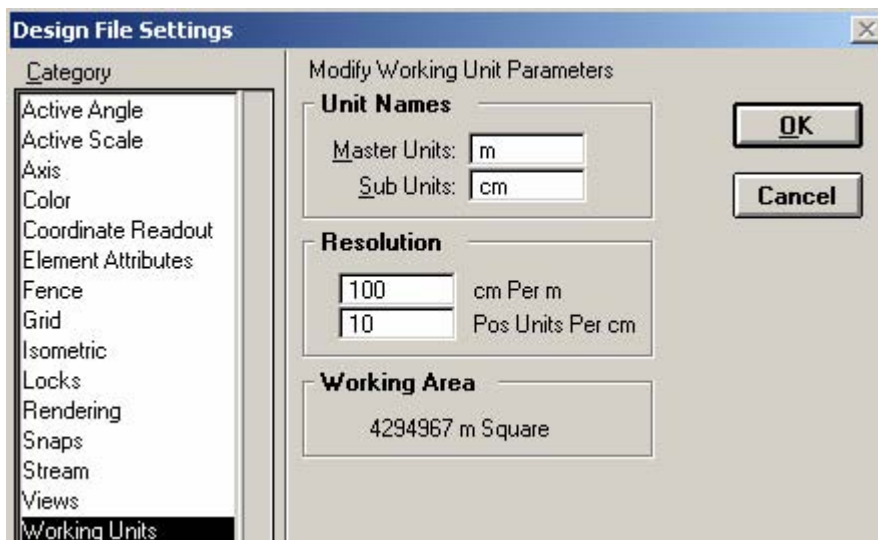 Design File Settings
Category
Active Angle
Active Scale
Axis
Color
Coordinate Readout
Element Attributes
Fence
Grid
Isometric
Locks
Rendering
Snaps
Stream
Views
Working Units
Modify Working Unit Parameters
Unit Names
Master Units: m
Sub Units: cm
Resolution
100 cm Per m
10 Pos Units Per cm
Working Area
4294967 m Square
OK
Cancel